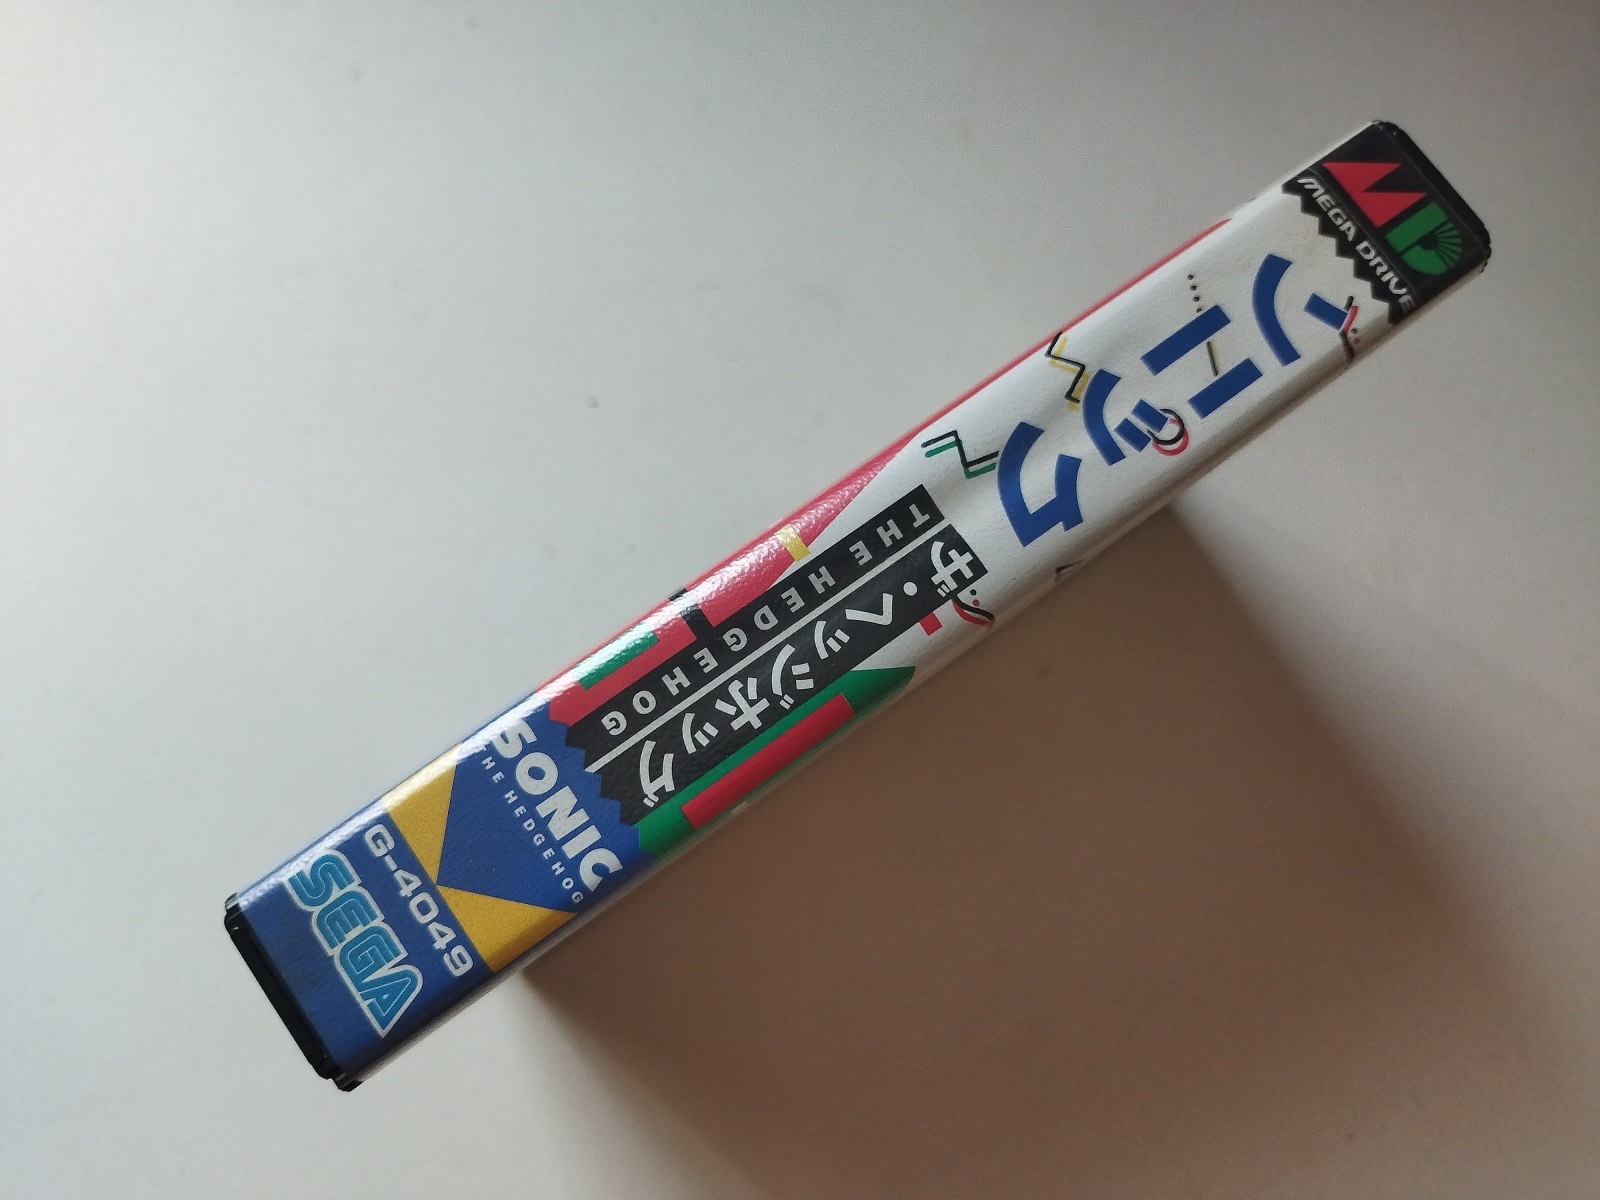 MD
MEGA DRIVE
ソニック
ザ・ヘッジホッグ
THE HEDGEHOG
SONIC
THE HEDGEHOG
G-4049
SEGA